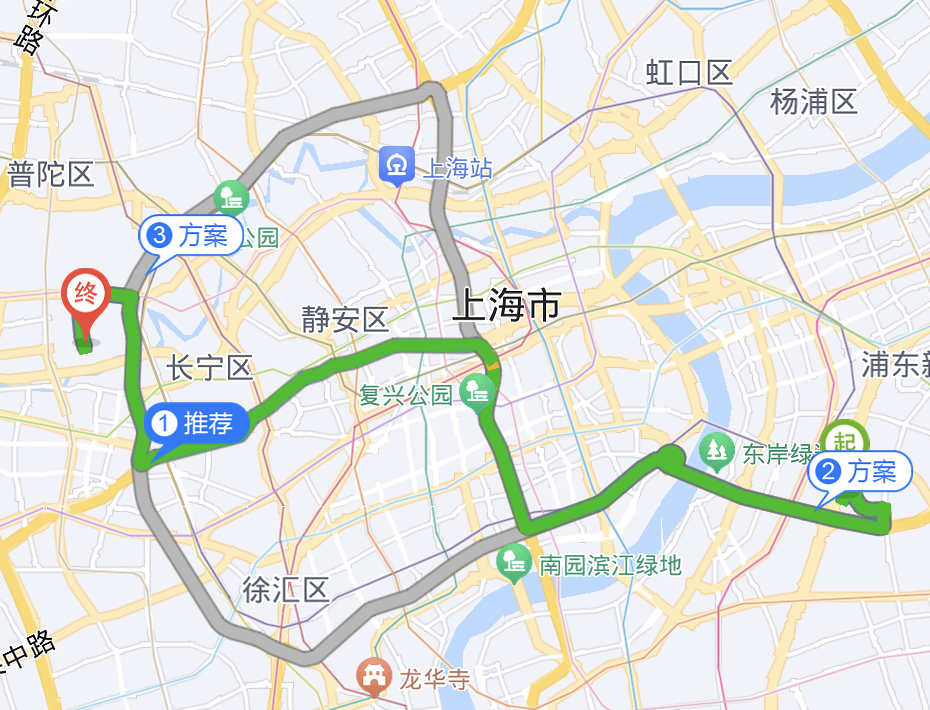 环路
虹口区
杨浦区
普陀区
上海站
3 方案
公园
终
静安区
上海市
长宁区
浦东新
复兴公园
1 推荐
起
东岸绿
2 方案
南园滨江绿地
徐汇区
中路
龙华寺